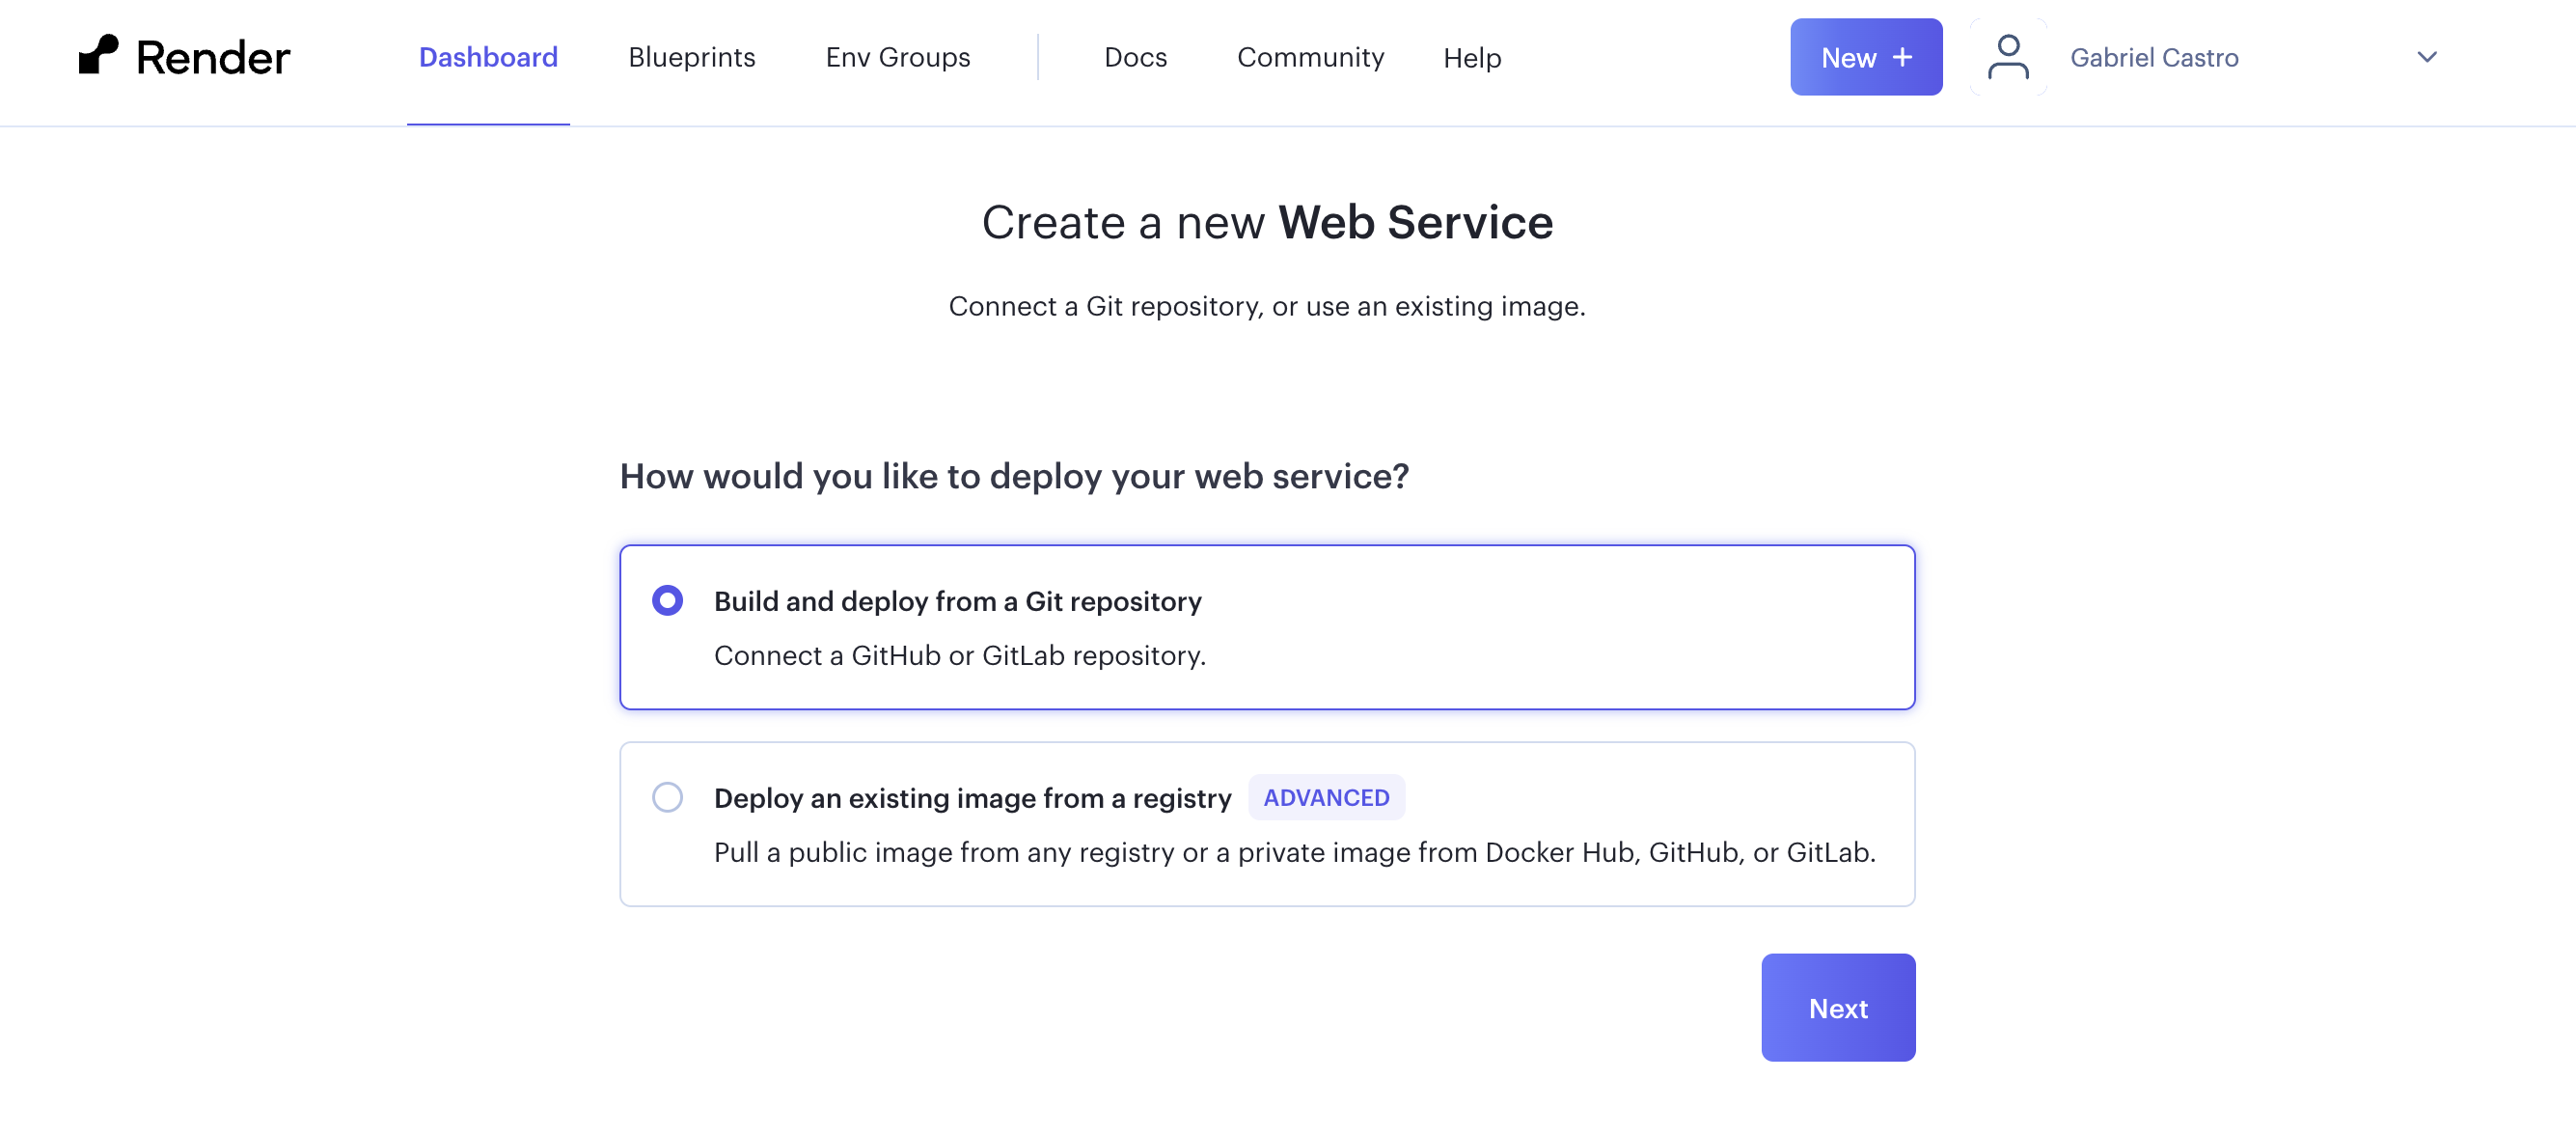 Render
Dashboard
Blueprints
Env Groups
Docs
Community
Help
New +
Gabriel Castro
Create a new Web Service
Connect a Git repository, or use an existing image.
How would you like to deploy your web service?
Build and deploy from a Git repository
Connect a GitHub or GitLab repository.
Deploy an existing image from a registry ADVANCED
Pull a public image from any registry or a private image from Docker Hub, GitHub, or GitLab.
Next